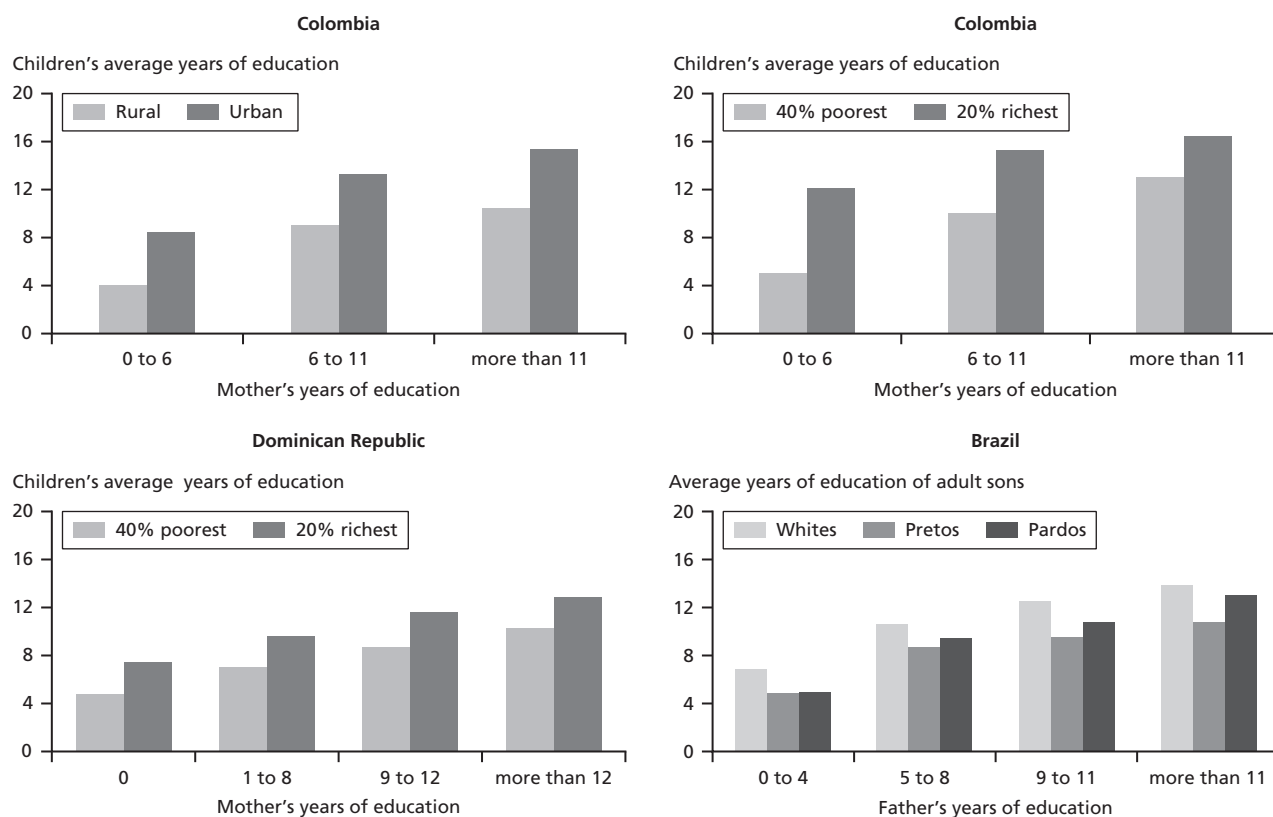 Colombia
Children's average years of education
20
16
12
8
4
0
Rural Urban
0 to 6 6 to 11 more than 11
Mother's years of education
Colombia
Children's average years of education
20
16
12
8
4
0
40% poorest 20% richest
0 to 6 6 to 11 more than 11
Mother's years of education
Dominican Republic
Children's average years of education
20
16
12
8
4
0
40% poorest 20% richest
0 1 to 8 9 to 12 more than 12
Mother's years of education
Brazil
Average years of education of adult sons
20
16
12
8
4
0
Whites Pretos Pardos
0 to 4 5 to 8 9 to 11 more than 11
Father's years of education